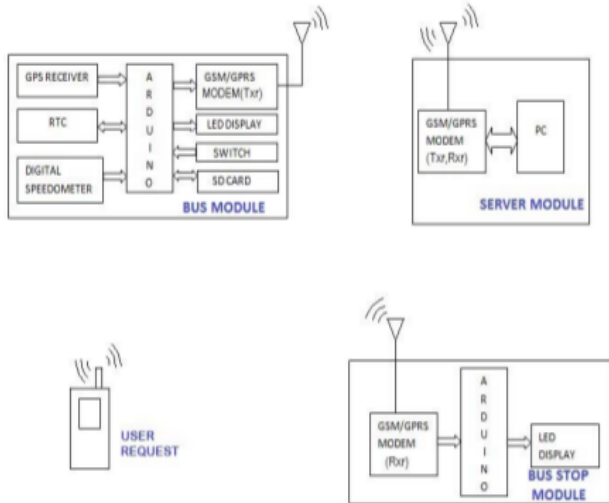 GPS RECEIVER
RTC
DIGITAL
SPEEDOMETER
A
R
D
U
I
N
O
GSM/GPRS
MODEM(Txr)
LED DISPLAY
SWITCH
SD CARD
BUS MODULE
GSM/GPRS
MODEM
(Txr,Rxr)
PC
SERVER MODULE
USER
REQUEST
GSM/GPRS
MODEM
(Rxr)
A
R
D
U
I
N
O
LED
DISPLAY
BUS STOP
MODULE